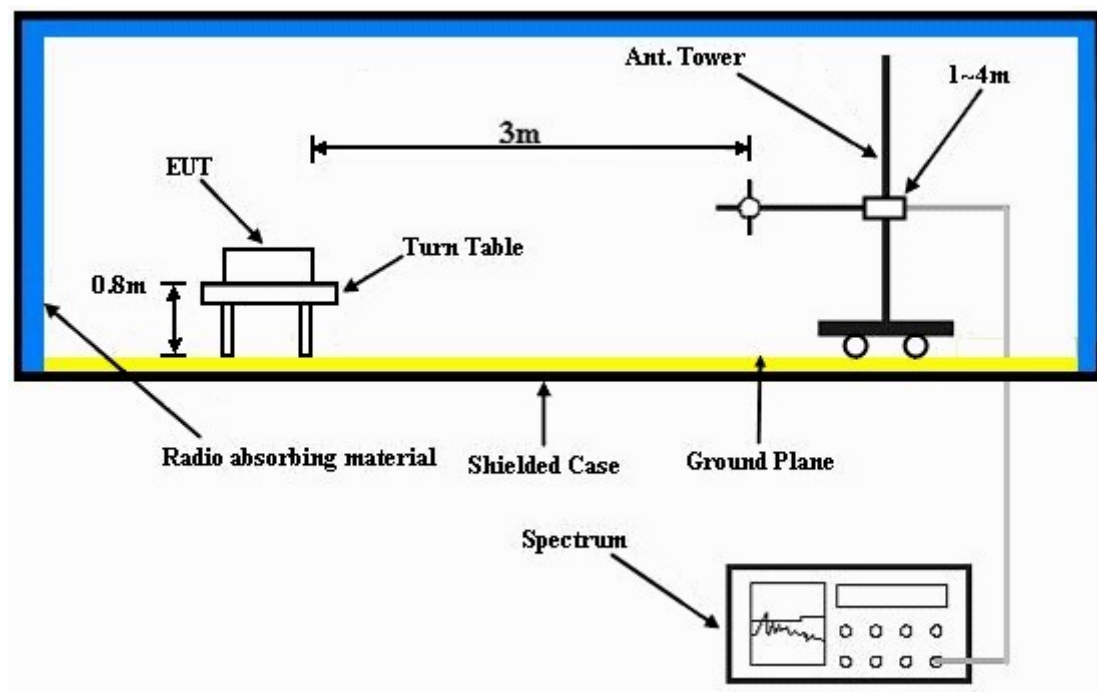 Ant. Tower
1~4m
3m
EUT
Turn Table
0.8m
Radio absorbing material
Shielded Case
Ground Plane
Spectrum